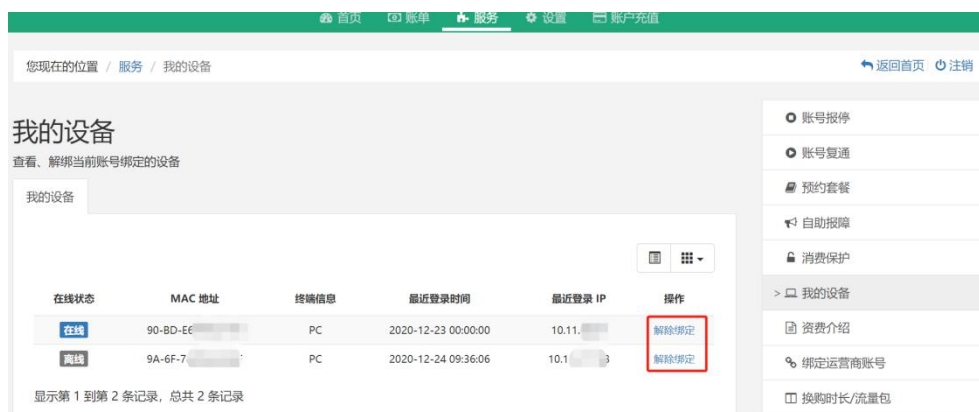 首页 账单 服务 设置 账户充值
您现在的位置 / 服务 / 我的设备 返回首页 注销
我的设备
查看、解绑当前账号绑定的设备
我的设备
在线状态 MAC 地址 终端信息 最近登录时间 最近登录 IP 操作
在线 90-BD-E6 PC 2020-12-23 00:00:00 10.11. 解除绑定
离线 9A-6F-7 PC 2020-12-24 09:36:06 10.1 3 解除绑定
显示第 1 到第 2 条记录，总共 2 条记录
账号报停
账号复通
预约套餐
自助报障
消费保护
> 我的设备
资费介绍
绑定运营商账号
换购时长/流量包